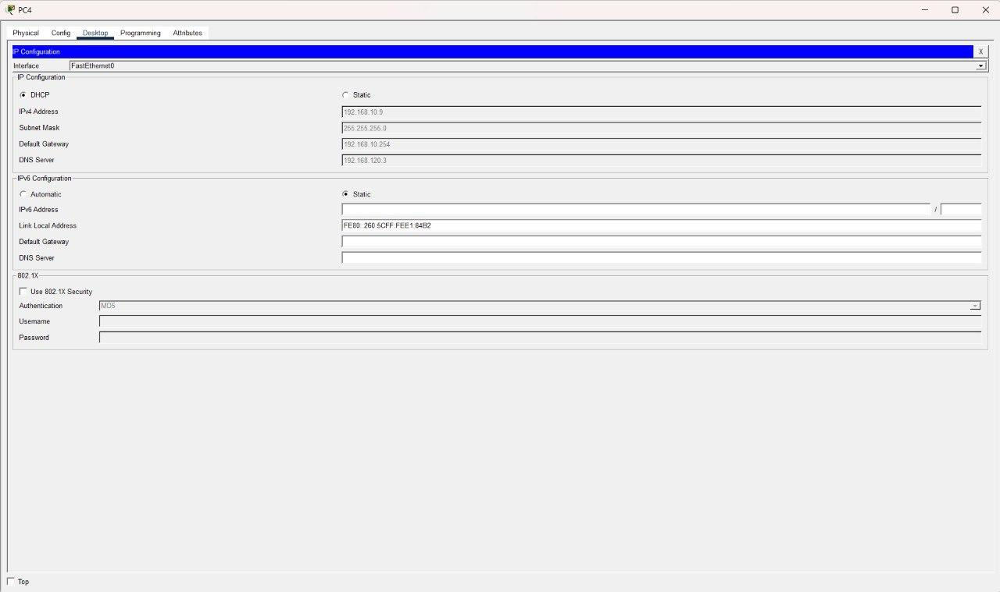 PC4
Physical Config Desktop Programming Attributes
IP Configuration X
Interface FastEthernet0
IP Configuration
DHCP Static
IPv4 Address 192.168.10.9
Subnet Mask 255.255.255.0
Default Gateway 192.168.10.254
DNS Server 192.168.120.3
IPv6 Configuration
Automatic Static
IPv6 Address /
Link Local Address FE80::260:5CFF:FEE1:84B2
Default Gateway
DNS Server
802.1X
Use 802.1X Security
Authentication MD5
Username
Password
Top